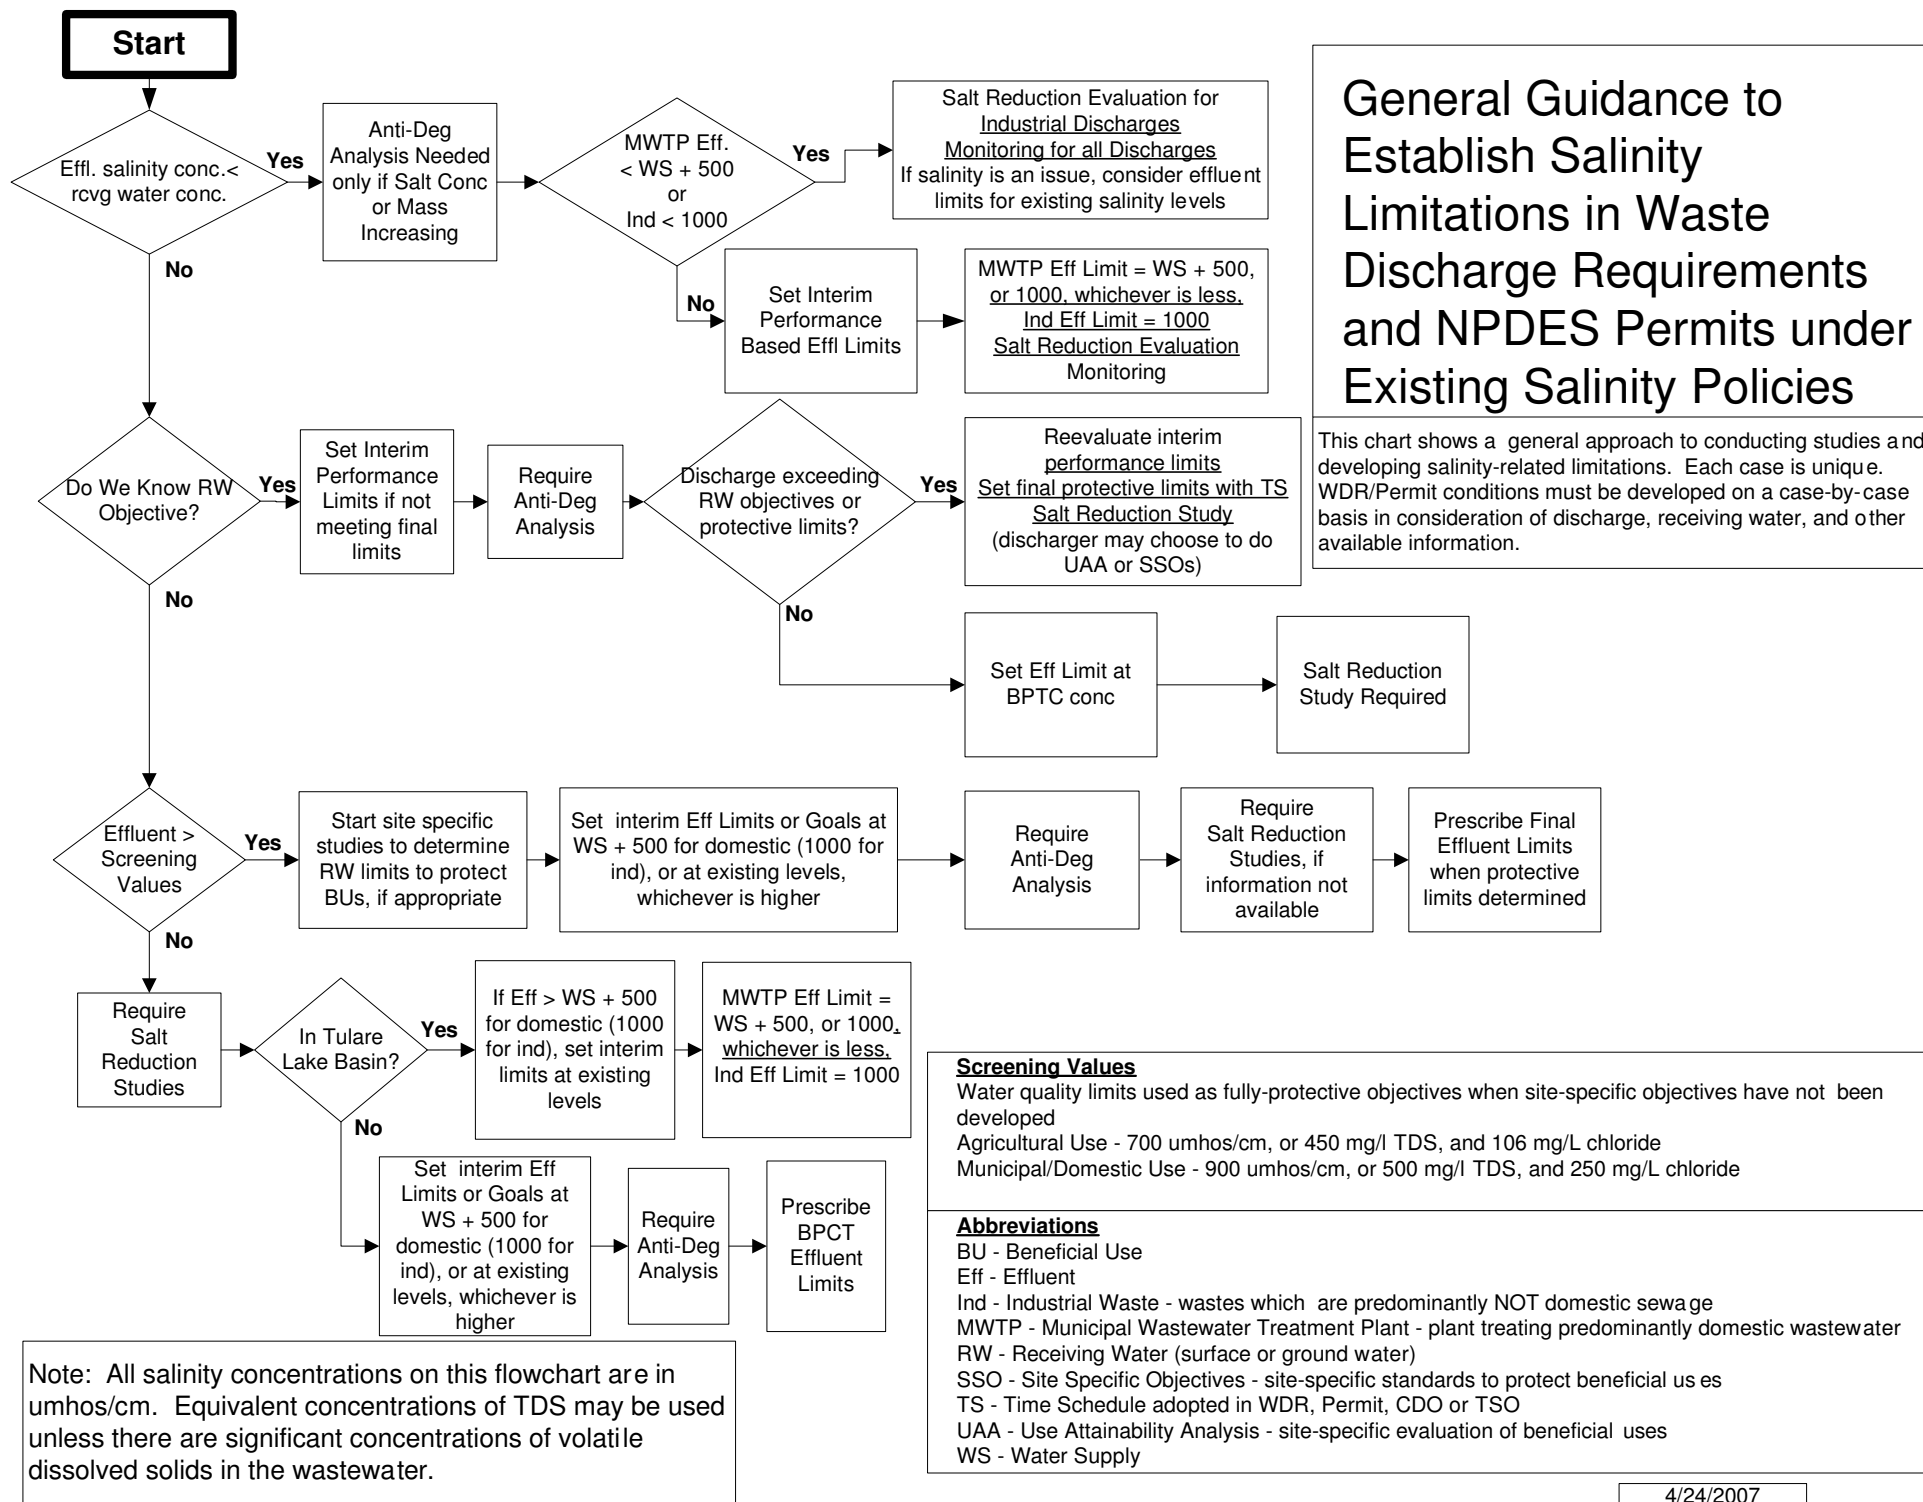 Start
Effl. salinity conc.<
rcvg water conc.
Yes
No
Anti-Deg
Analysis Needed
only if Salt Conc
or Mass
Increasing
MWTP Eff.
< WS + 500
or
Ind < 1000
Yes
No
Salt Reduction Evaluation for
Industrial Discharges
Monitoring for all Discharges
If salinity is an issue, consider effluent
limits for existing salinity levels
Set Interim
Performance
Based Effl Limits
MWTP Eff Limit = WS + 500,
or 1000, whichever is less,
Ind Eff Limit = 1000
Salt Reduction Evaluation
Monitoring
General Guidance to
Establish Salinity
Limitations in Waste
Discharge Requirements
and NPDES Permits under
Existing Salinity Policies
This chart shows a general approach to conducting studies and
developing salinity-related limitations. Each case is unique.
WDR/Permit conditions must be developed on a case-by-case
basis in consideration of discharge, receiving water, and other
available information.
Do We Know RW
Objective?
Yes
No
Set Interim
Performance
Limits if not
meeting final
limits
Require
Anti-Deg
Analysis
Discharge exceeding
RW objectives or
protective limits?
Yes
No
Reevaluate interim
performance limits
Set final protective limits with TS
Salt Reduction Study
(discharger may choose to do
UAA or SSOs)
Set Eff Limit at
BPTC conc
Salt Reduction
Study Required
Effluent >
Screening
Values
Yes
No
Start site specific
studies to determine
RW limits to protect
BUs, if appropriate
Set interim Eff Limits or Goals at
WS + 500 for domestic (1000 for
ind), or at existing levels,
whichever is higher
Require
Anti-Deg
Analysis
Require
Salt Reduction
Studies, if
information not
available
Prescribe Final
Effluent Limits
when protective
limits determined
Require
Salt
Reduction
Studies
In Tulare
Lake Basin?
Yes
No
If Eff > WS + 500
for domestic (1000
for ind), set interim
limits at existing
levels
MWTP Eff Limit =
WS + 500, or 1000,
whichever is less,
Ind Eff Limit = 1000
Set interim Eff
Limits or Goals at
WS + 500 for
domestic (1000 for
ind), or at existing
levels, whichever is
higher
Require
Anti-Deg
Analysis
Prescribe
BPCT
Effluent
Limits
Screening Values
Water quality limits used as fully-protective objectives when site-specific objectives have not been
developed
Agricultural Use - 700 umhos/cm, or 450 mg/l TDS, and 106 mg/L chloride
Municipal/Domestic Use - 900 umhos/cm, or 500 mg/l TDS, and 250 mg/L chloride
Abbreviations
BU - Beneficial Use
Eff - Effluent
Ind - Industrial Waste - wastes which are predominantly NOT domestic sewage
MWTP - Municipal Wastewater Treatment Plant - plant treating predominantly domestic wastewater
RW - Receiving Water (surface or ground water)
SSO - Site Specific Objectives - site-specific standards to protect beneficial uses
TS - Time Schedule adopted in WDR, Permit, CDO or TSO
UAA - Use Attainability Analysis - site-specific evaluation of beneficial uses
WS - Water Supply
Note: All salinity concentrations on this flowchart are in
umhos/cm. Equivalent concentrations of TDS may be used
unless there are significant concentrations of volatile
dissolved solids in the wastewater.
4/24/2007